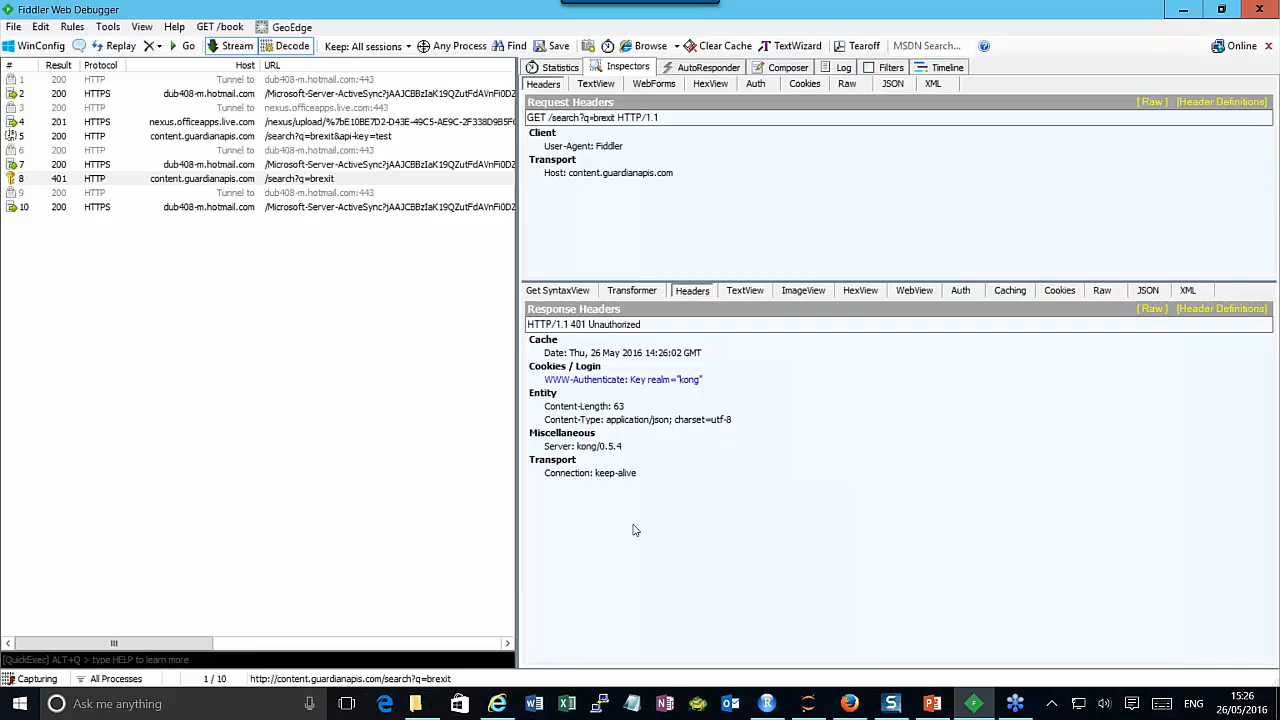 Fiddler Web Debugger
File Edit Rules Tools View Help GET /book GeoEdge
WinConfig Replay Go Stream Decode Keep: All sessions Any Process Find Save Browse Clear Cache TextWizard Tearoff MSDN Search... Online
# Result Protocol Host URL
1 200 HTTP Tunnel to dub408-m.hotmail.com:443
2 200 HTTPS dub408-m.hotmail.com /Microsoft-Server-ActiveSync?jAAJCBBzIaK19QZutFdAVnFi0DZ
3 200 HTTP Tunnel to nexus.officeapps.live.com:443
4 201 HTTPS nexus.officeapps.live.com /nexus/upload/%7bE10BE7D2-D43E-49C5-AE9C-2F338D9B5F
5 200 HTTP content.guardianapis.com /search?q=brexit&api-key=test
6 200 HTTP Tunnel to dub408-m.hotmail.com:443
7 200 HTTPS dub408-m.hotmail.com /Microsoft-Server-ActiveSync?jAAJCBBzIaK19QZutFdAVnFi0DZ
8 401 HTTP content.guardianapis.com /search?q=brexit
9 200 HTTP Tunnel to dub408-m.hotmail.com:443
10 200 HTTPS dub408-m.hotmail.com /Microsoft-Server-ActiveSync?jAAJCBBzIaK19QZutFdAVnFi0DZ
[QuickExec] ALT+Q > type HELP to learn more
Statistics Inspectors AutoResponder Composer Log Filters Timeline
Headers TextView WebForms HexView Auth Cookies Raw JSON XML
Request Headers [ Raw ] [Header Definitions]
GET /search?q=brexit HTTP/1.1
Client
User-Agent: Fiddler
Transport
Host: content.guardianapis.com
Get SyntaxView Transformer Headers TextView ImageView HexView WebView Auth Caching Cookies Raw JSON XML
Response Headers [ Raw ] [Header Definitions]
HTTP/1.1 401 Unauthorized
Cache
Date: Thu, 26 May 2016 14:26:02 GMT
Cookies / Login
WWW-Authenticate: Key realm="kong"
Entity
Content-Length: 63
Content-Type: application/json; charset=utf-8
Miscellaneous
Server: kong/0.5.4
Transport
Connection: keep-alive
Capturing All Processes 1 / 10 http://content.guardianapis.com/search?q=brexit
Ask me anything
ENG
15:26
26/05/2016